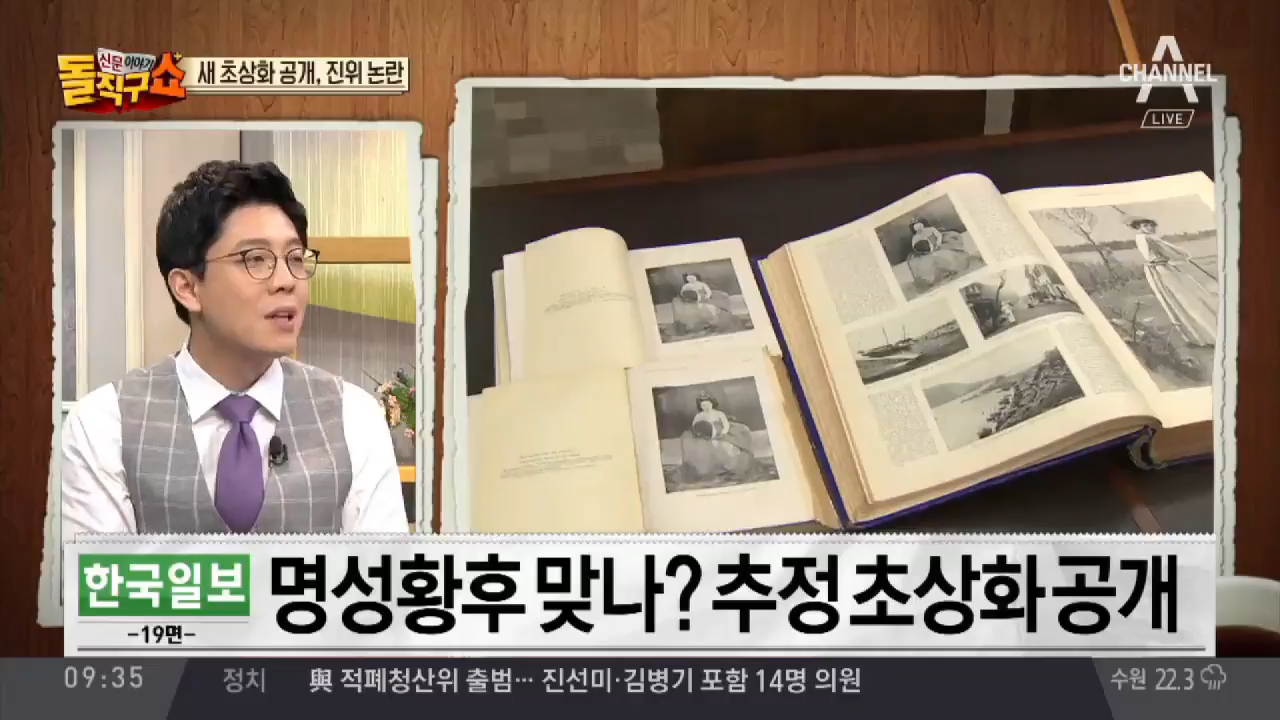 신문이야기
돌직구쇼
새 초상화 공개, 진위 논란
CHANNEL A
LIVE
한국일보
-19면-
명성황후 맞나? 추정 초상화 공개
09:35 정치 與 적폐청산위 출범… 진선미·김병기 포함 14명 의원 수원 22.3